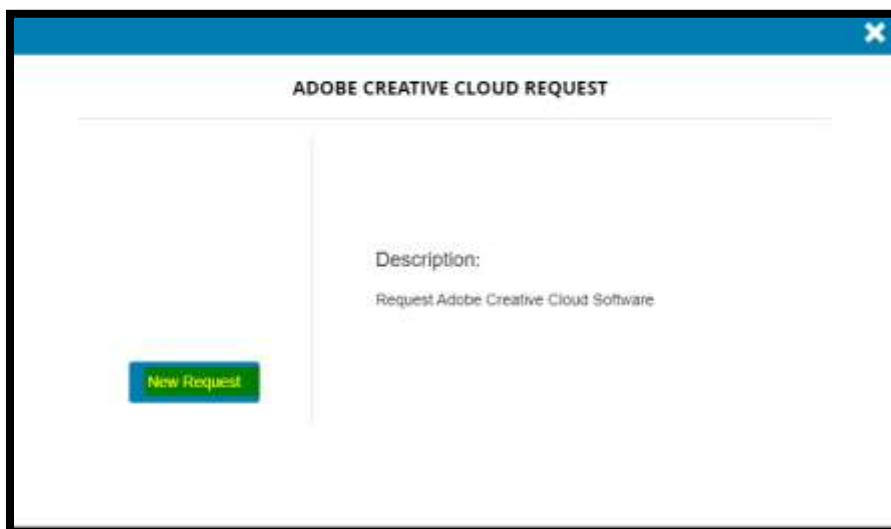 ADOBE CREATIVE CLOUD REQUEST
Description:
Request Adobe Creative Cloud Software
New Request